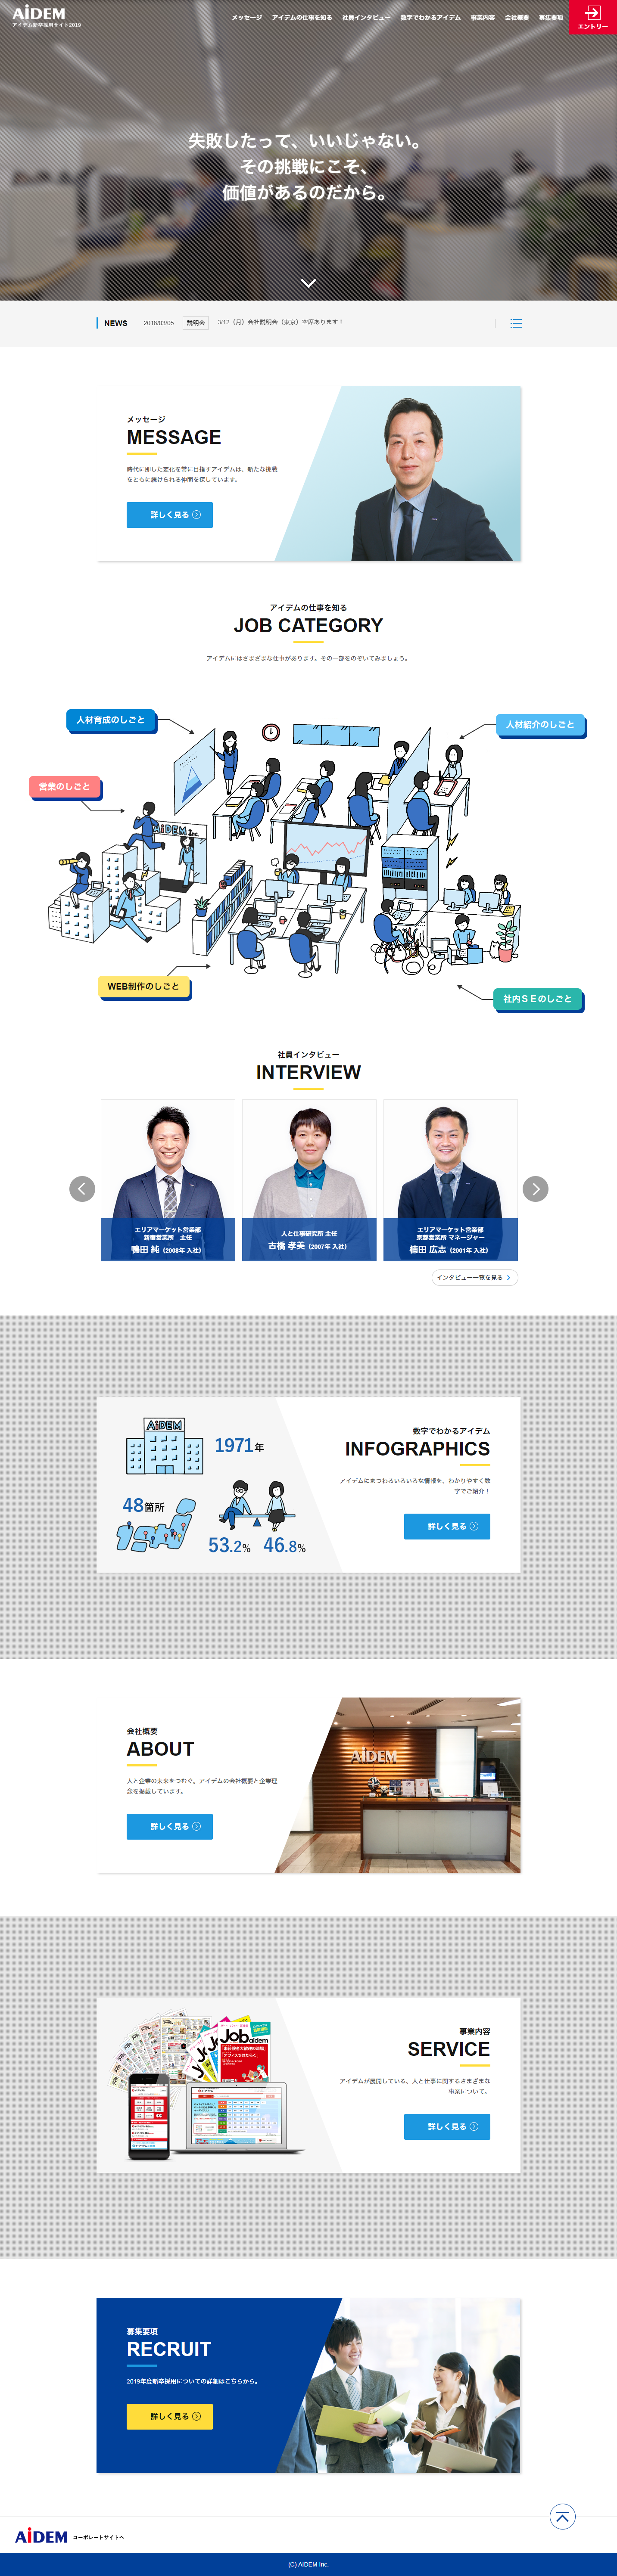 AiDEM
アイデム新卒採用サイト2019
メッセージ
アイデムの仕事を知る
社員インタビュー
数字でわかるアイデム
事業内容
会社概要
募集要項
エントリー
失敗したって、いいじゃない。
その挑戦にこそ、
価値があるのだから。
NEWS
2018/03/05
説明会
3/12（月）会社説明会（東京）空席あります！
メッセージ
MESSAGE
時代に即した変化を常に目指すアイデムは、新たな挑戦
をともに続けられる仲間を探しています。
詳しく見る
アイデムの仕事を知る
JOB CATEGORY
アイデムにはさまざまな仕事があります。その一部をのぞいてみましょう。
人材育成のしごと
人材紹介のしごと
営業のしごと
AiDEM Inc.
WEB制作のしごと
社内ＳＥのしごと
社員インタビュー
INTERVIEW
エリアマーケット営業部
新宿営業所　主任
鴨田 純（2008年 入社）
人と仕事研究所 主任
古橋 孝美（2007年 入社）
エリアマーケット営業部
京都営業所 マネージャー
楠田 広志（2001年 入社）
インタビュー一覧を見る
AiDEM
1971年
48箇所
53.2%
46.8%
数字でわかるアイデム
INFOGRAPHICS
アイデムにまつわるいろいろな情報を、わかりやすく数
字でご紹介！
詳しく見る
会社概要
ABOUT
人と企業の未来をつむぐ。アイデムの会社概要と企業理
念を掲載しています。
詳しく見る
AiDEM
Job
aidem
事業内容
SERVICE
アイデムが展開している、人と仕事に関するさまざまな
事業について。
詳しく見る
募集要項
RECRUIT
2019年度新卒採用についての詳細はこちらから。
詳しく見る
AiDEM
コーポレートサイトへ
(C) AIDEM Inc.